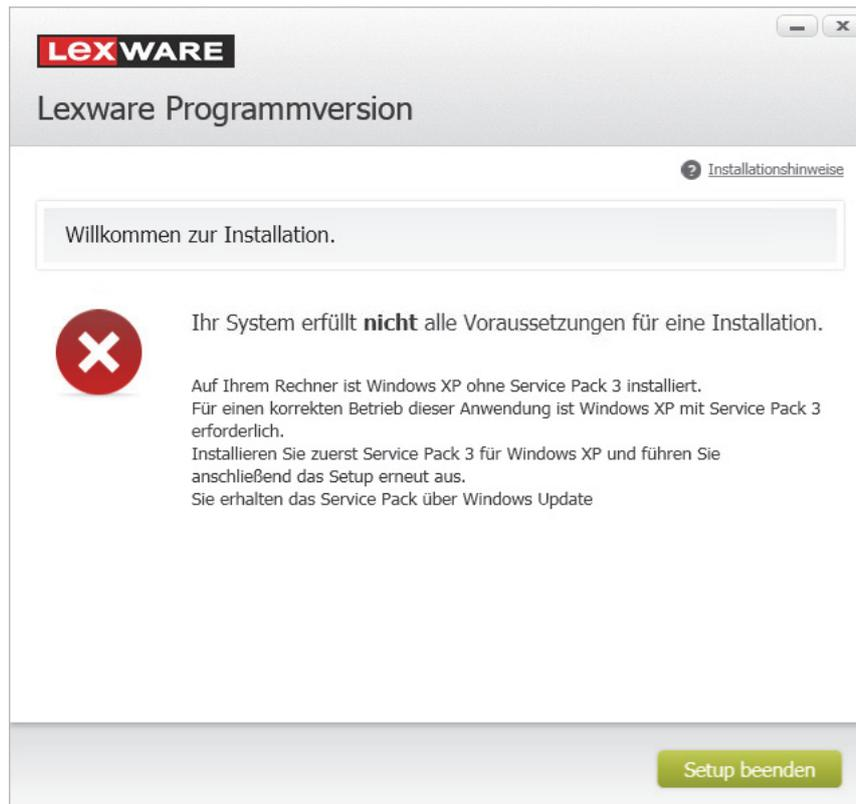 LEXWARE
Lexware Programmversion
? Installationshinweise
Willkommen zur Installation.
Ihr System erfüllt nicht alle Voraussetzungen für eine Installation.
Auf Ihrem Rechner ist Windows XP ohne Service Pack 3 installiert.
Für einen korrekten Betrieb dieser Anwendung ist Windows XP mit Service Pack 3
erforderlich.
Installieren Sie zuerst Service Pack 3 für Windows XP und führen Sie
anschließend das Setup erneut aus.
Sie erhalten das Service Pack über Windows Update
Setup beenden